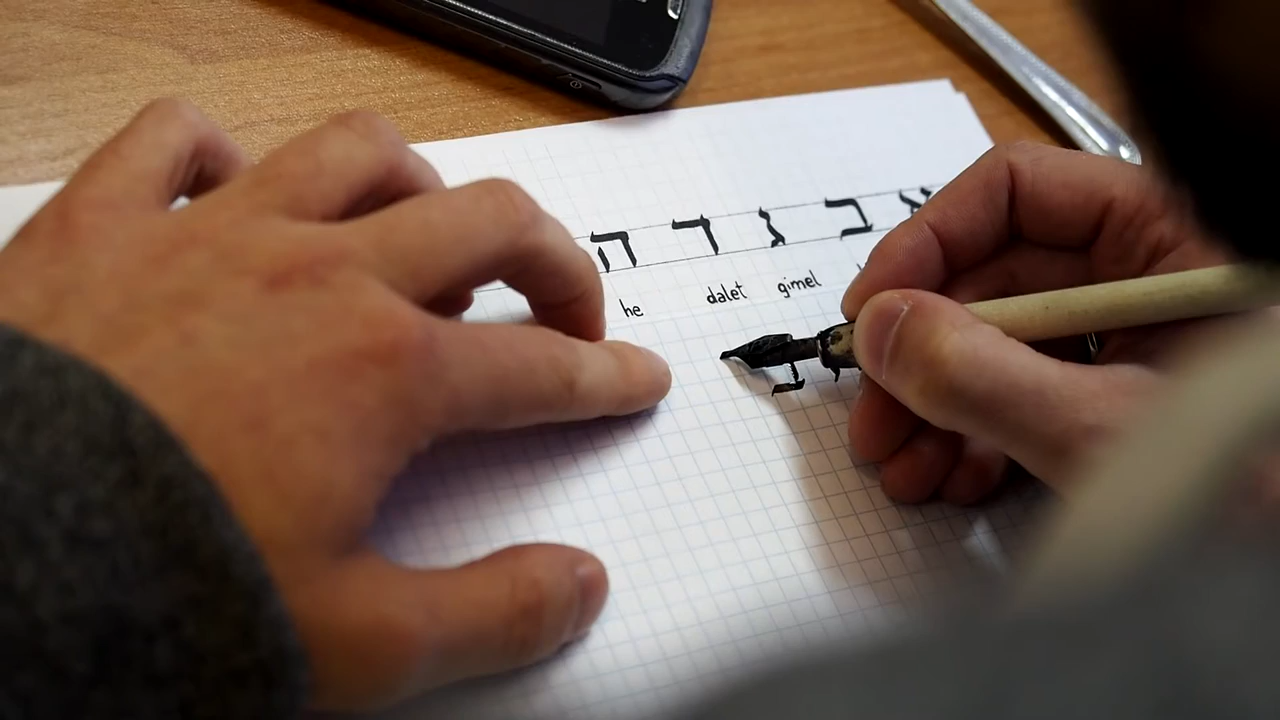 א ב ג ד ה
gimel dalet he